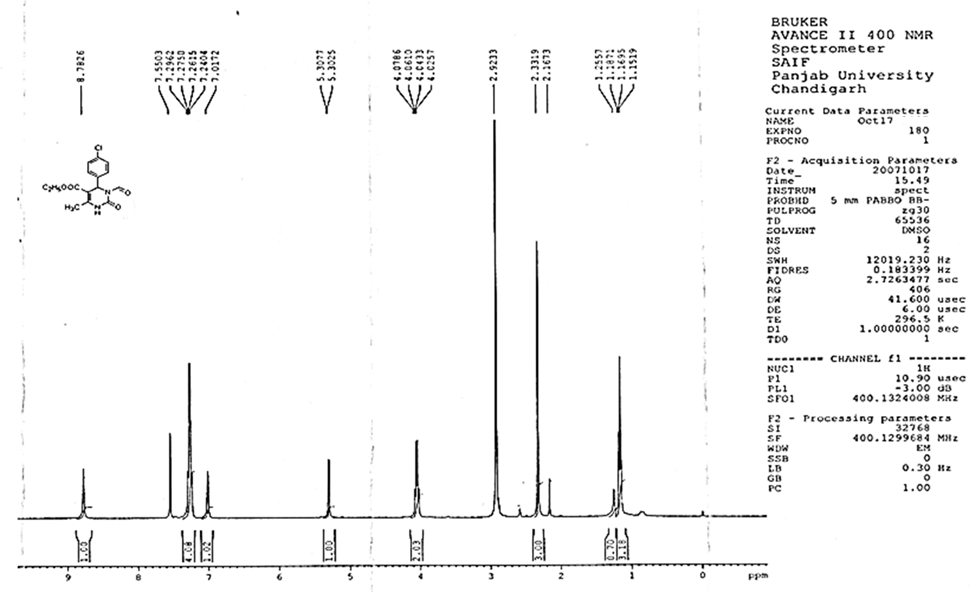 BRUKER
AVANCE II 400 NMR
Spectrometer
SAIF
Panjab University
Chandigarh
Current Data Parameters
NAME Oct17
EXPNO 180
PROCNO 1
F2 - Acquisition Parameters
Date_ 20071017
Time 15.49
INSTRUM spect
PROBHD 5 mm PABBO BB-
PULPROG zg30
TD 65536
SOLVENT DMSO
NS 16
DS 2
SWH 12019.230 Hz
FIDRES 0.183399 Hz
AQ 2.7263477 sec
RG 406
DW 41.600 usec
DE 6.00 usec
TE 296.5 K
D1 1.00000000 sec
TD0 1
======== CHANNEL f1 ========
NUC1 1H
P1 10.90 usec
PL1 -3.00 dB
SFO1 400.1324008 MHz
F2 - Processing parameters
SI 32768
SF 400.1299684 MHz
WDW EM
SSB 0
LB 0.30 Hz
GB 0
PC 1.00
8.7826
7.5503
7.2962
7.2750
7.2615
7.2404
7.0172
5.3077
5.3025
4.0786
4.0610
4.0433
4.0257
2.9233
2.3319
2.1673
1.2557
1.1871
1.1695
1.1519
Cl
C₂H₅OOC
N
O
H₃C
N
H
O
1.00
4.08
1.02
1.00
2.03
3.00
0.70
3.18
9 8 7 6 5 4 3 2 1 0 ppm